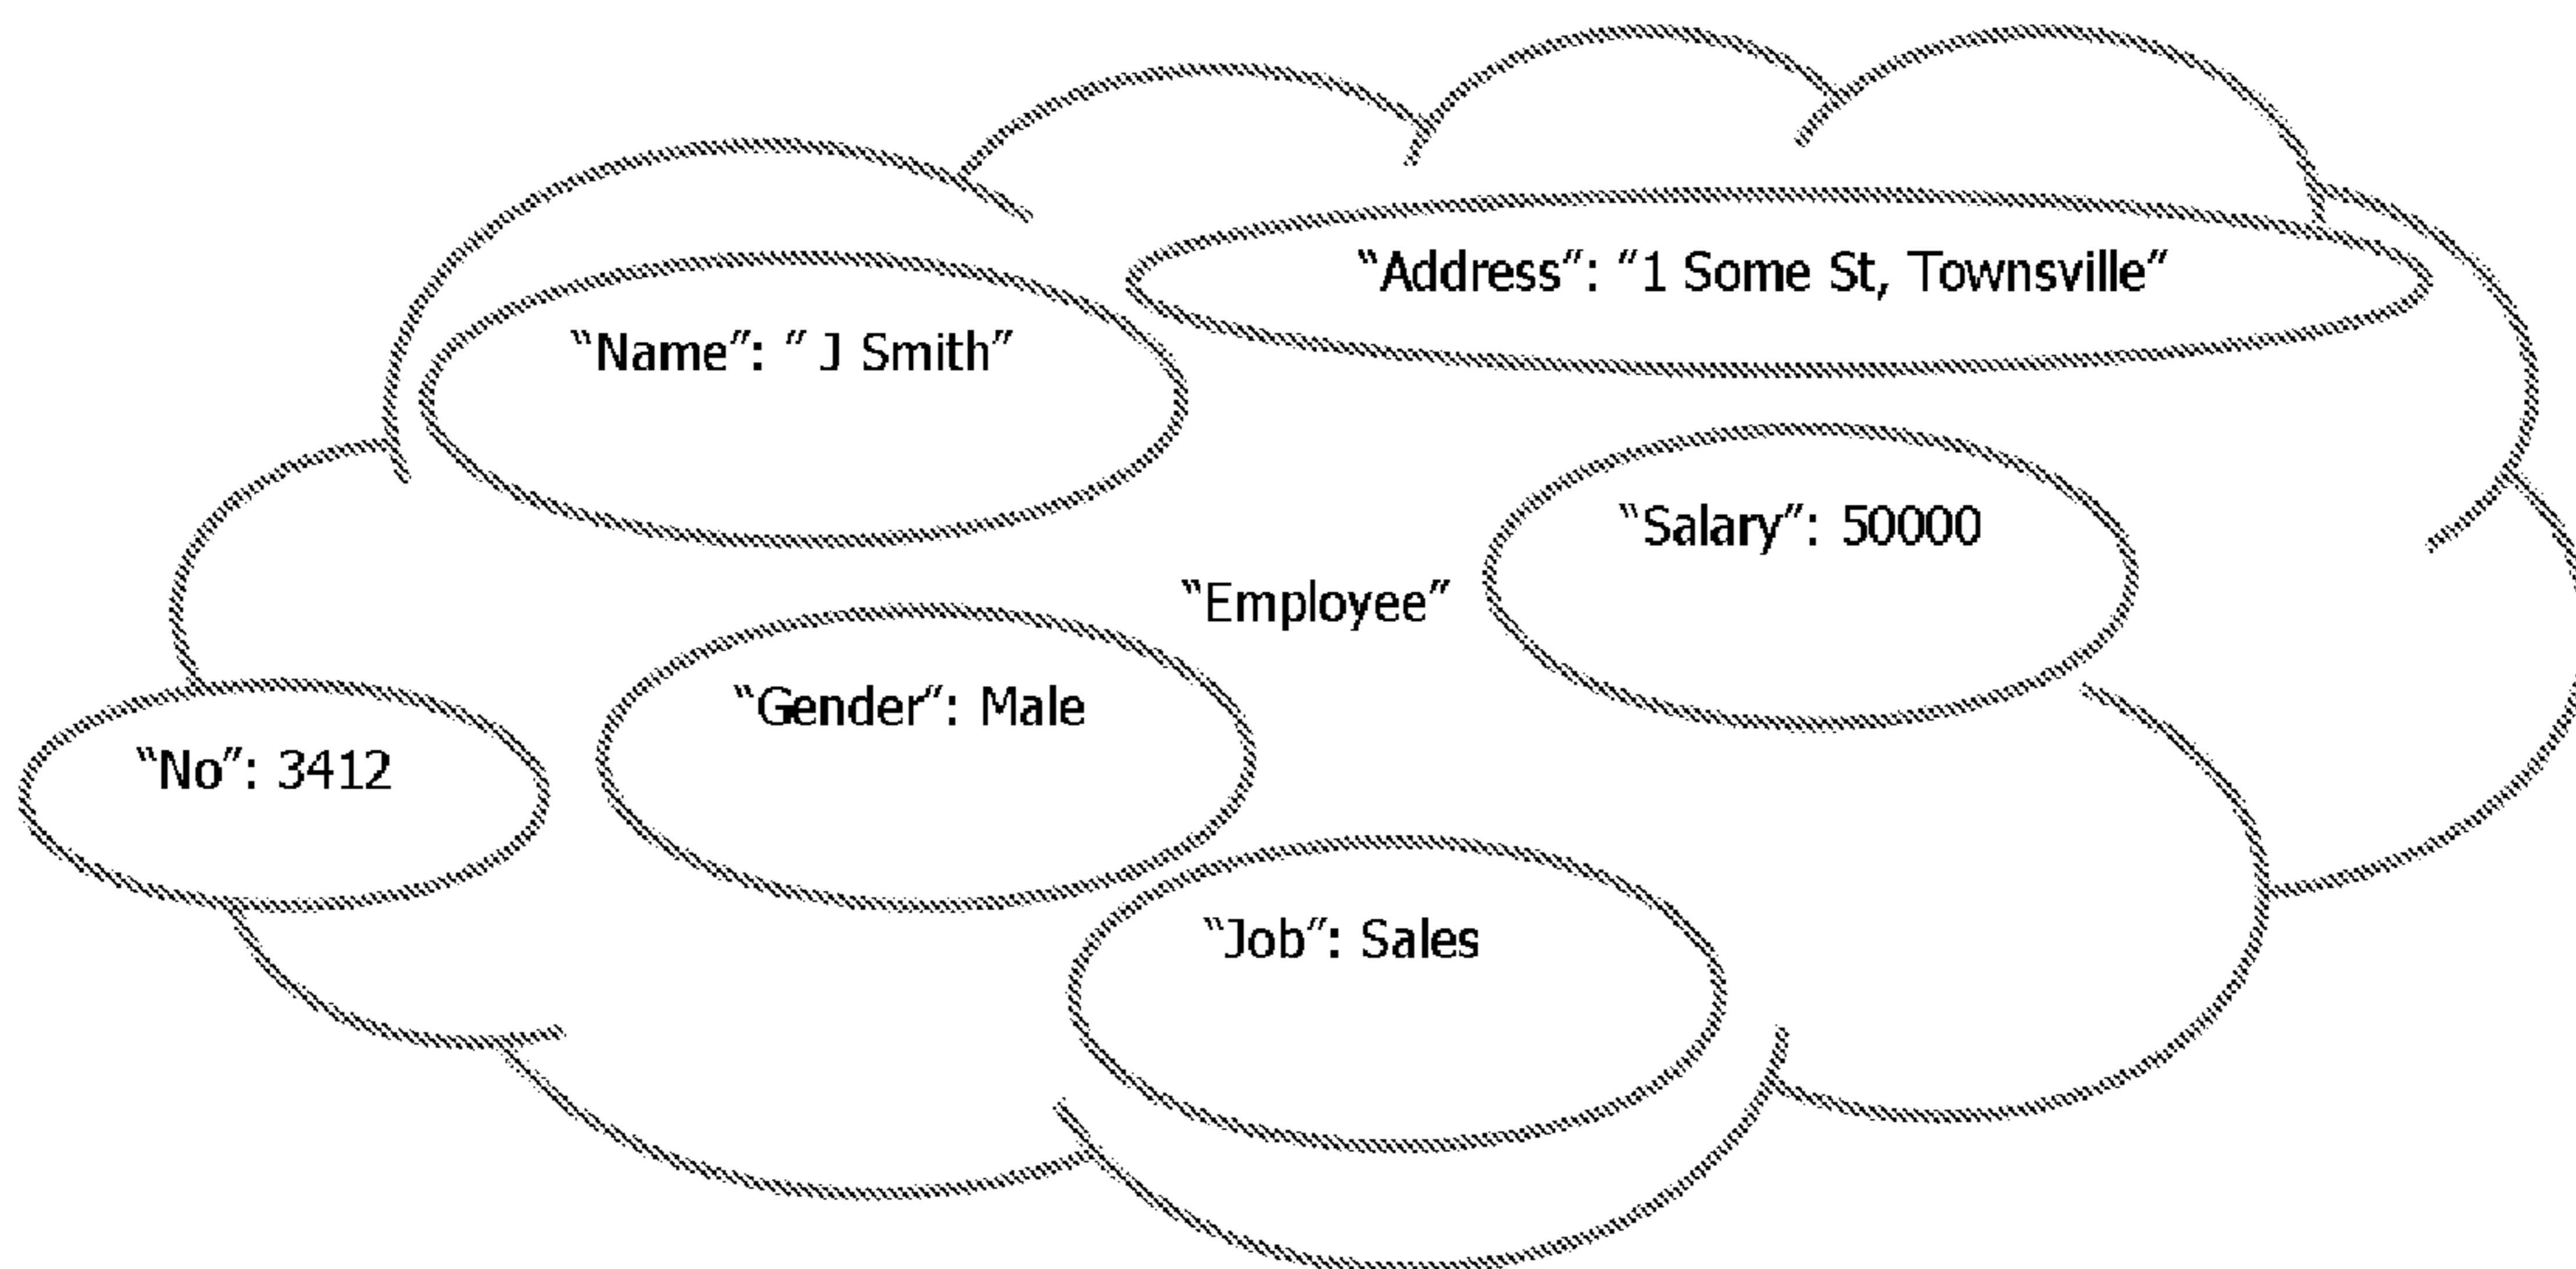 “Address”: ”1 Some St, Townsville”
“Name”: ” J Smith”
“Salary”: 50000
“Employee”
“Gender”: Male
“No”: 3412
“Job”: Sales